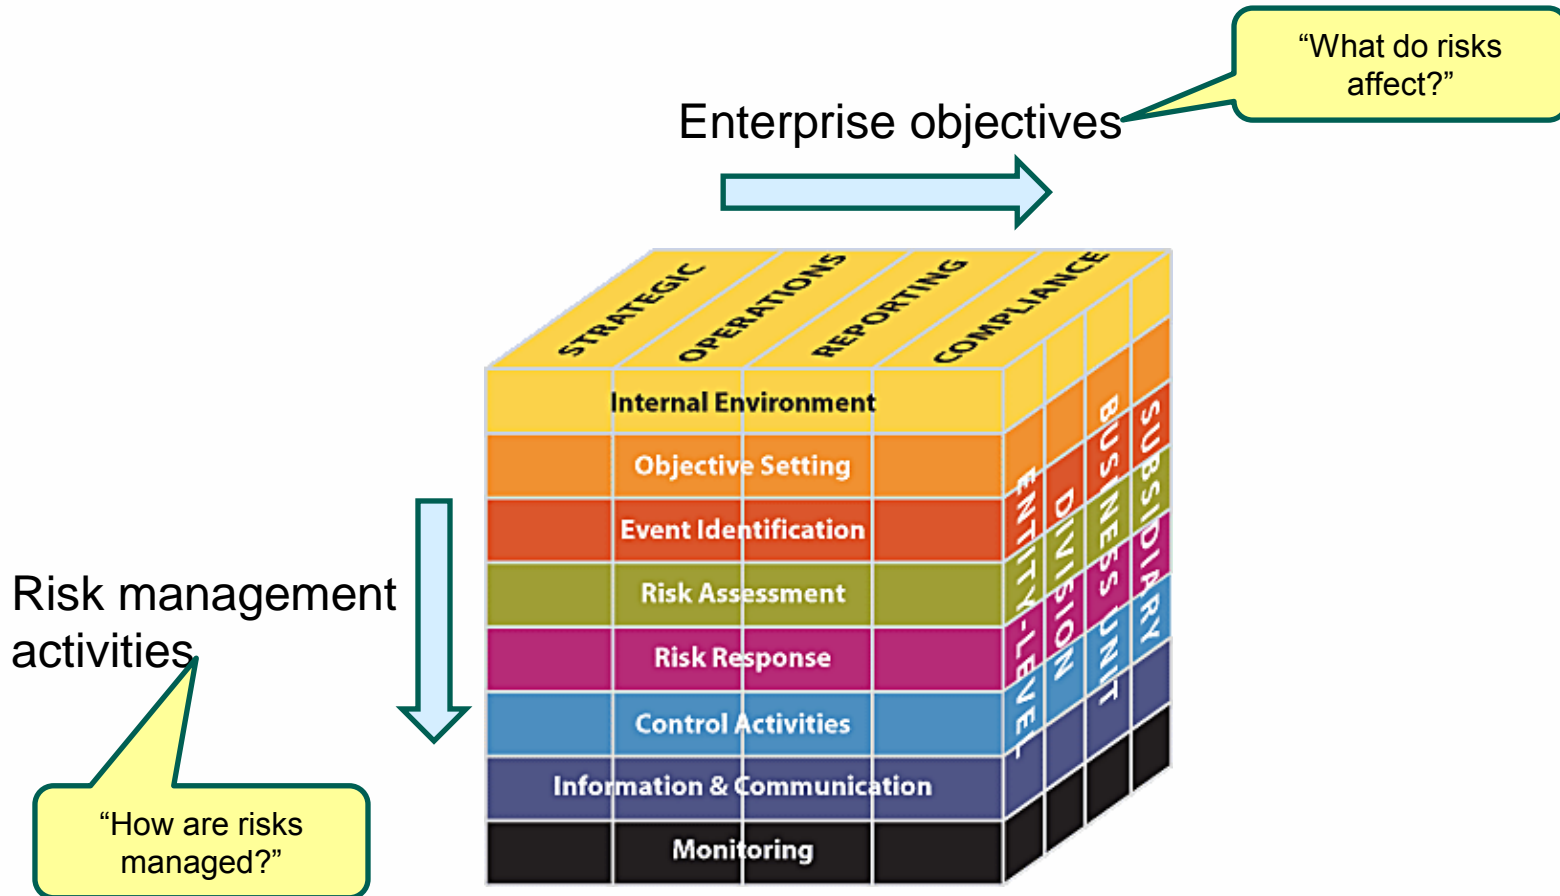 “What do risks
affect?”
Enterprise objectives
STRATEGIC
OPERATIONS
REPORTING
COMPLIANCE
Internal Environment
Objective Setting
Event Identification
Risk Assessment
Risk Response
Control Activities
Information & Communication
Monitoring
ENTITY-LEVEL
DIVISION
BUSINESS UNIT
SUBSIDIARY
Risk management
activities
“How are risks
managed?”